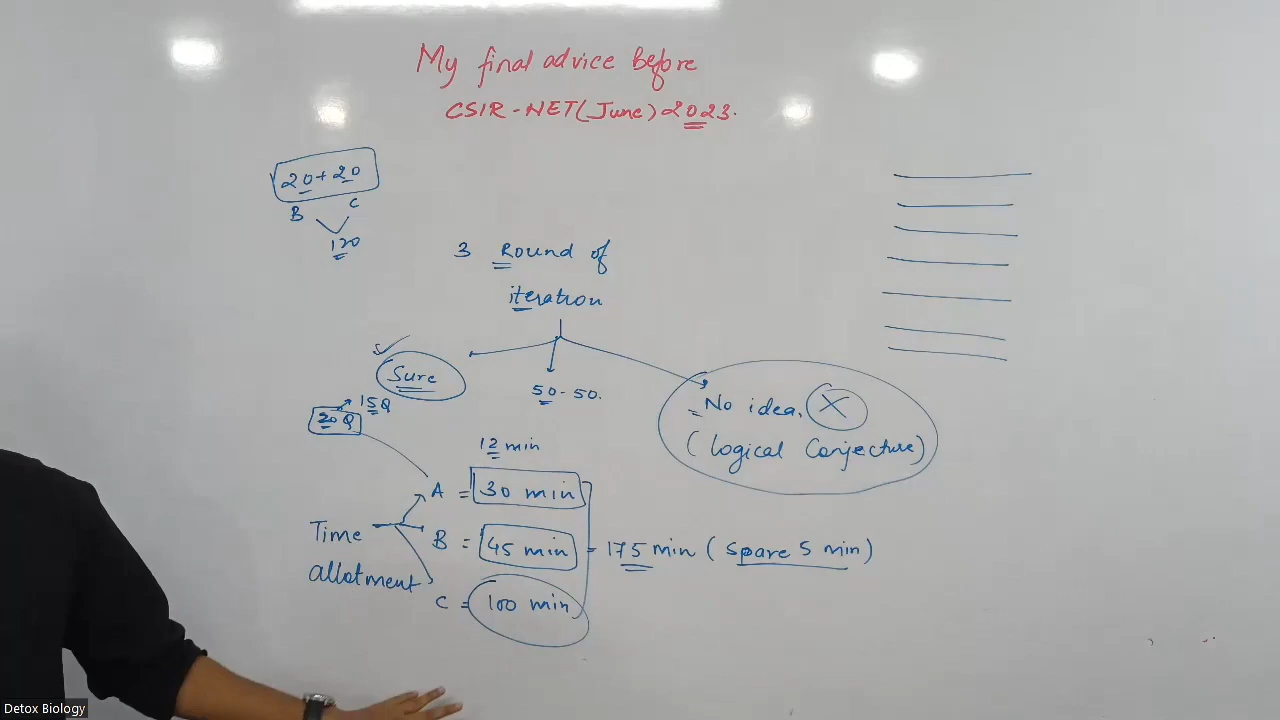 My final advice Before
CSIR-NET(June) 2023.
20+20
B C
120
3 Round of
iteration
Sure
50-50.
No idea. X
(Logical Conjecture)
15Q
20Q
12 min
A = 30 min
Time
allotment
B = 45 min = 175 min (Spare 5 min)
C = 100 min
Detox Biology